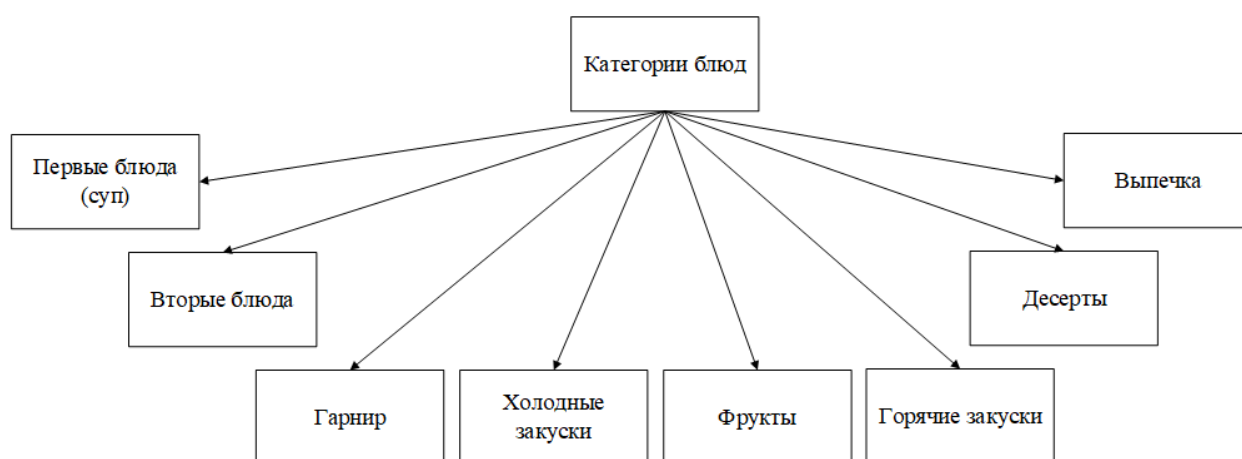 Категории блюд
Первые блюда
(суп)
Выпечка
Вторые блюда
Десерты
Гарнир
Холодные
закуски
Фрукты
Горячие закуски